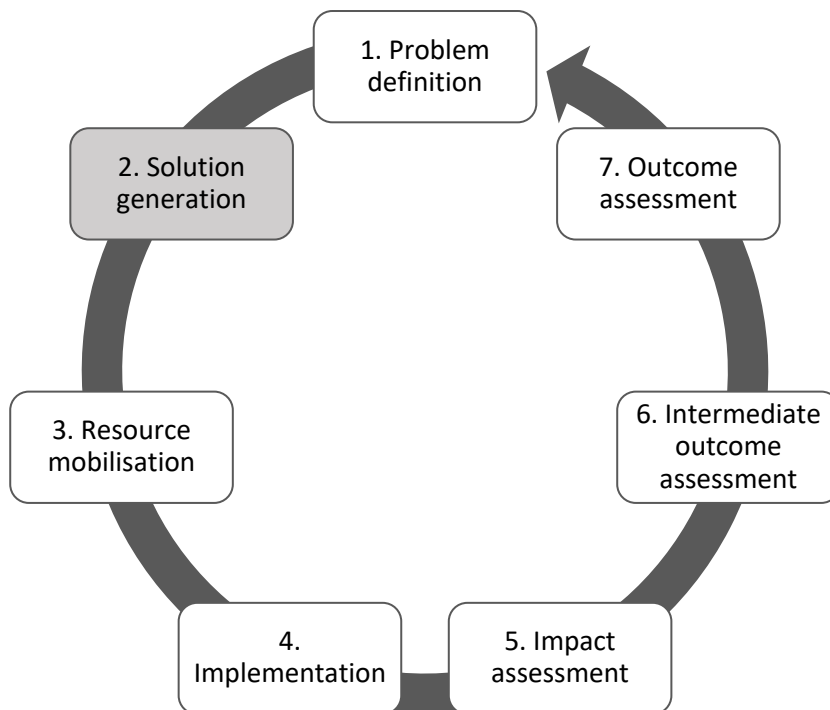 1. Problem
definition
2. Solution
generation
3. Resource
mobilisation
4.
Implementation
5. Impact
assessment
6. Intermediate
outcome
assessment
7. Outcome
assessment